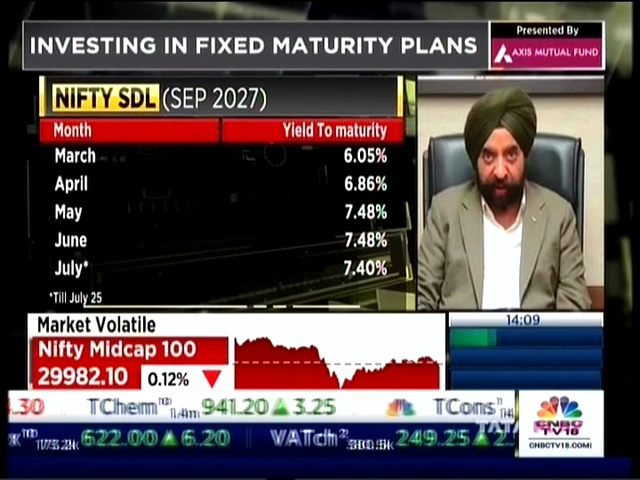 INVESTING IN FIXED MATURITY PLANS
Presented By
AXIS MUTUAL FUND
NIFTY SDL (SEP 2027)
Month Yield To maturity
March 6.05%
April 6.86%
May 7.48%
June 7.48%
July* 7.40%
*Till July 25
Market Volatile
Nifty Midcap 100
29982.10 0.12%
14:09
.30 TChem 941.20 3.25 TCons
622.00 6.20 VATch 249.25
CNBC
TV18
CNBCTV18.COM